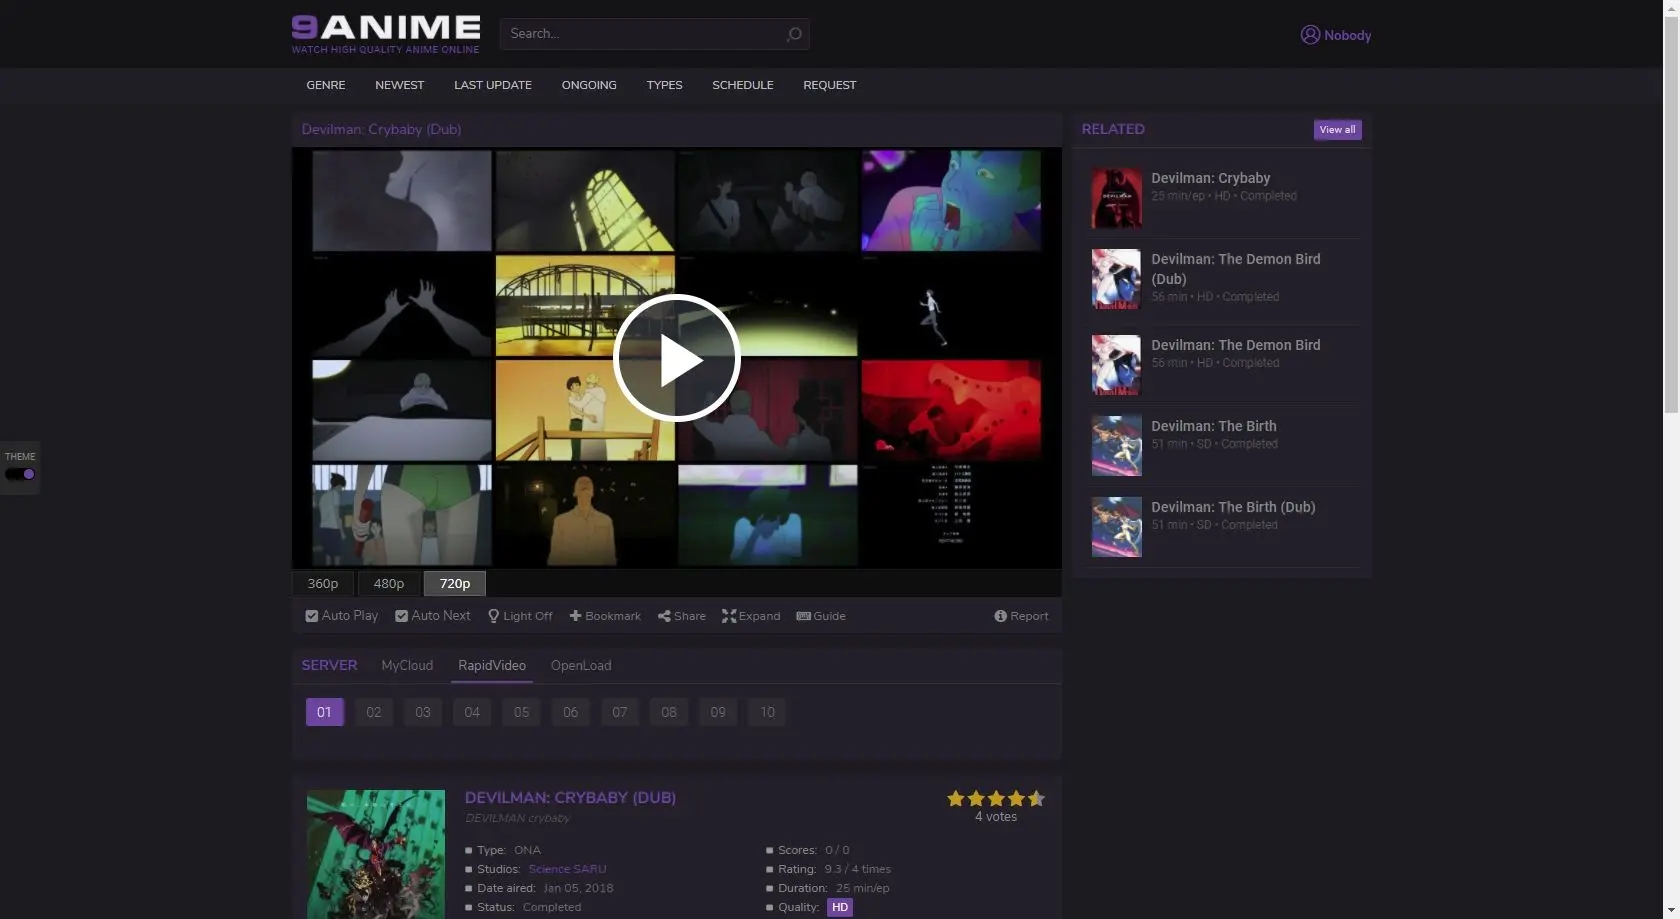 9ANIME
WATCH HIGH QUALITY ANIME ONLINE
Search...
Nobody
GENRE NEWEST LAST UPDATE ONGOING TYPES SCHEDULE REQUEST
Devilman: Crybaby (Dub)
360p 480p 720p
Auto Play Auto Next Light Off Bookmark Share Expand Guide Report
SERVER MyCloud RapidVideo OpenLoad
01 02 03 04 05 06 07 08 09 10
DEVILMAN: CRYBABY (DUB)
DEVILMAN crybaby
4 votes
Type: ONA
Studios: Science SARU
Date aired: Jan 05, 2018
Status: Completed
Scores: 0 / 0
Rating: 9.3 / 4 times
Duration: 25 min/ep
Quality: HD
RELATED View all
Devilman: Crybaby
25 min/ep • HD • Completed
Devilman: The Demon Bird
(Dub)
56 min • HD • Completed
Devilman: The Demon Bird
56 min • HD • Completed
Devilman: The Birth
51 min • SD • Completed
Devilman: The Birth (Dub)
51 min • SD • Completed
THEME